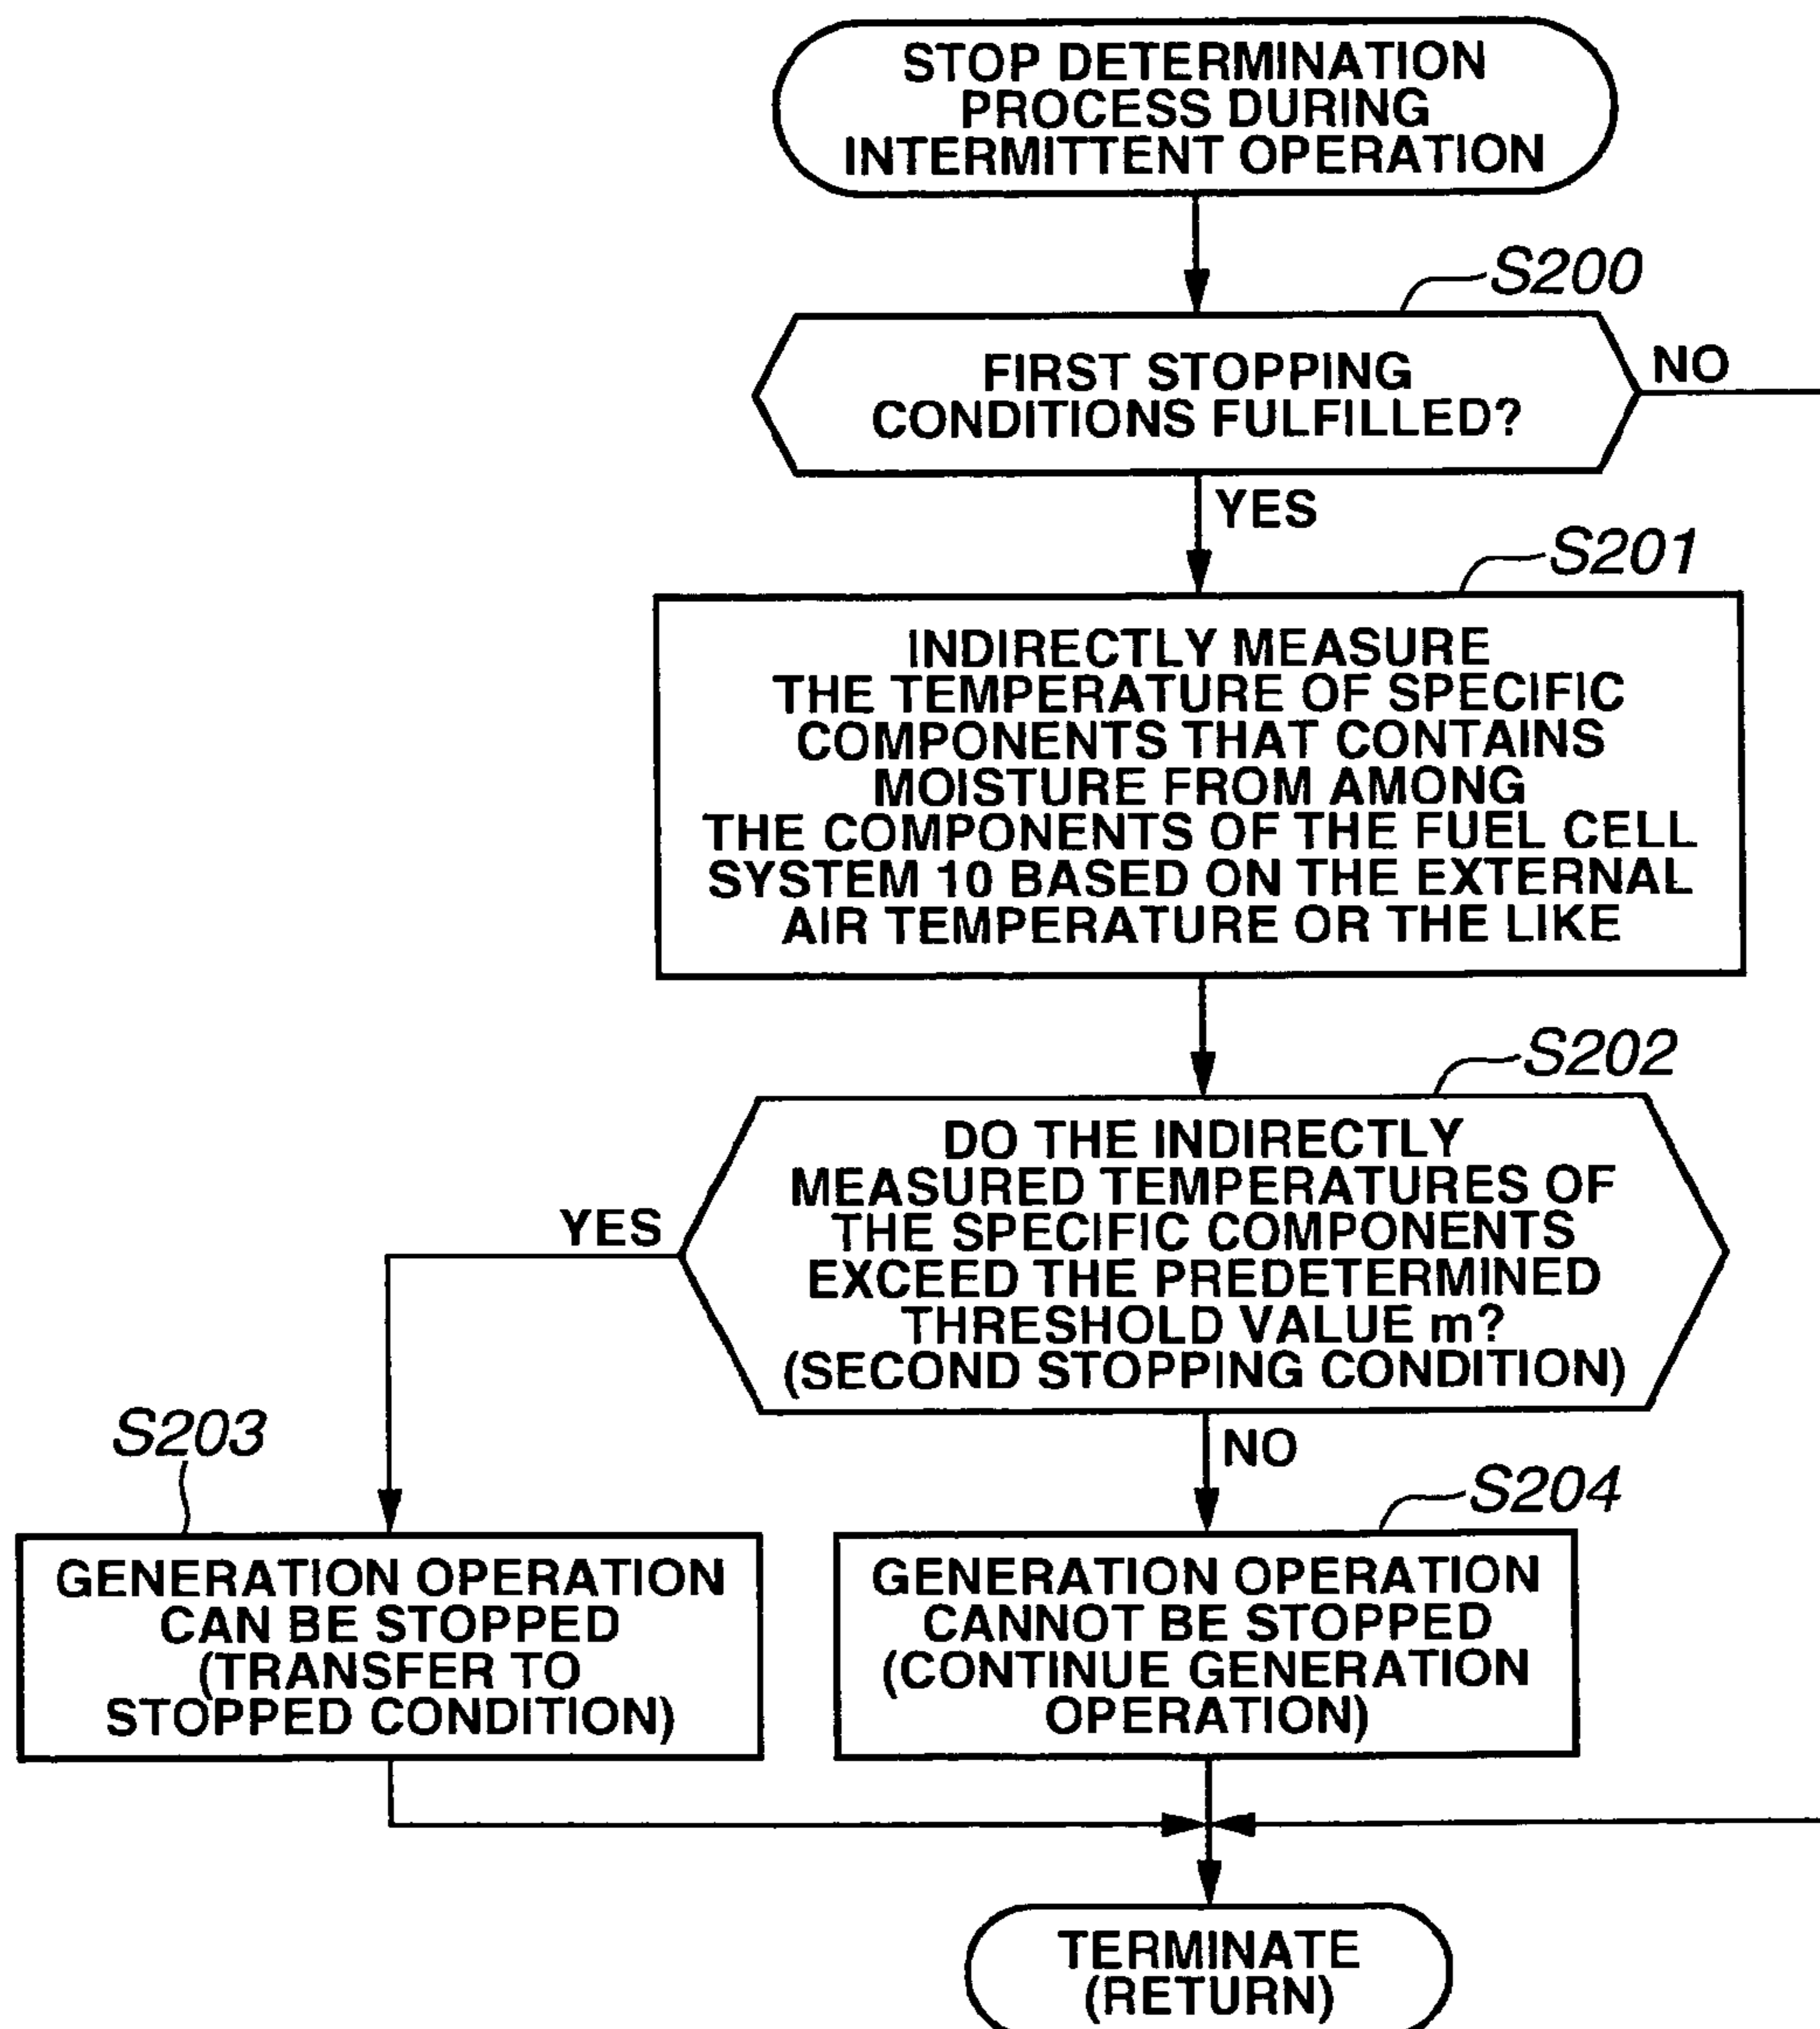 STOP DETERMINATION
PROCESS DURING
INTERMITTENT OPERATION
S200
FIRST STOPPING
CONDITIONS FULFILLED?
NO
YES
S201
INDIRECTLY MEASURE
THE TEMPERATURE OF SPECIFIC
COMPONENTS THAT CONTAINS
MOISTURE FROM AMONG
THE COMPONENTS OF THE FUEL CELL
SYSTEM 10 BASED ON THE EXTERNAL
AIR TEMPERATURE OR THE LIKE
S202
DO THE INDIRECTLY
MEASURED TEMPERATURES OF
THE SPECIFIC COMPONENTS
EXCEED THE PREDETERMINED
THRESHOLD VALUE m?
(SECOND STOPPING CONDITION)
YES
NO
S203
GENERATION OPERATION
CAN BE STOPPED
(TRANSFER TO
STOPPED CONDITION)
S204
GENERATION OPERATION
CANNOT BE STOPPED
(CONTINUE GENERATION
OPERATION)
TERMINATE
(RETURN)